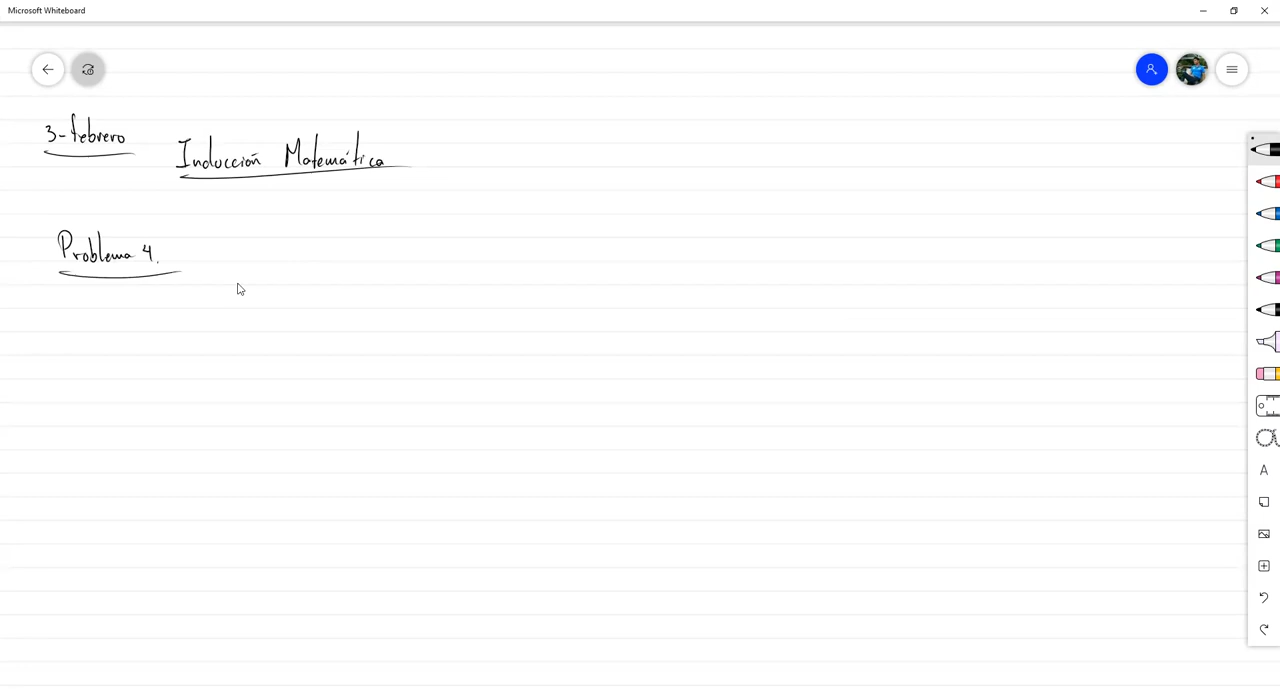 Microsoft Whiteboard
3-febrero
Inducción Matemática
Problema 4.
A